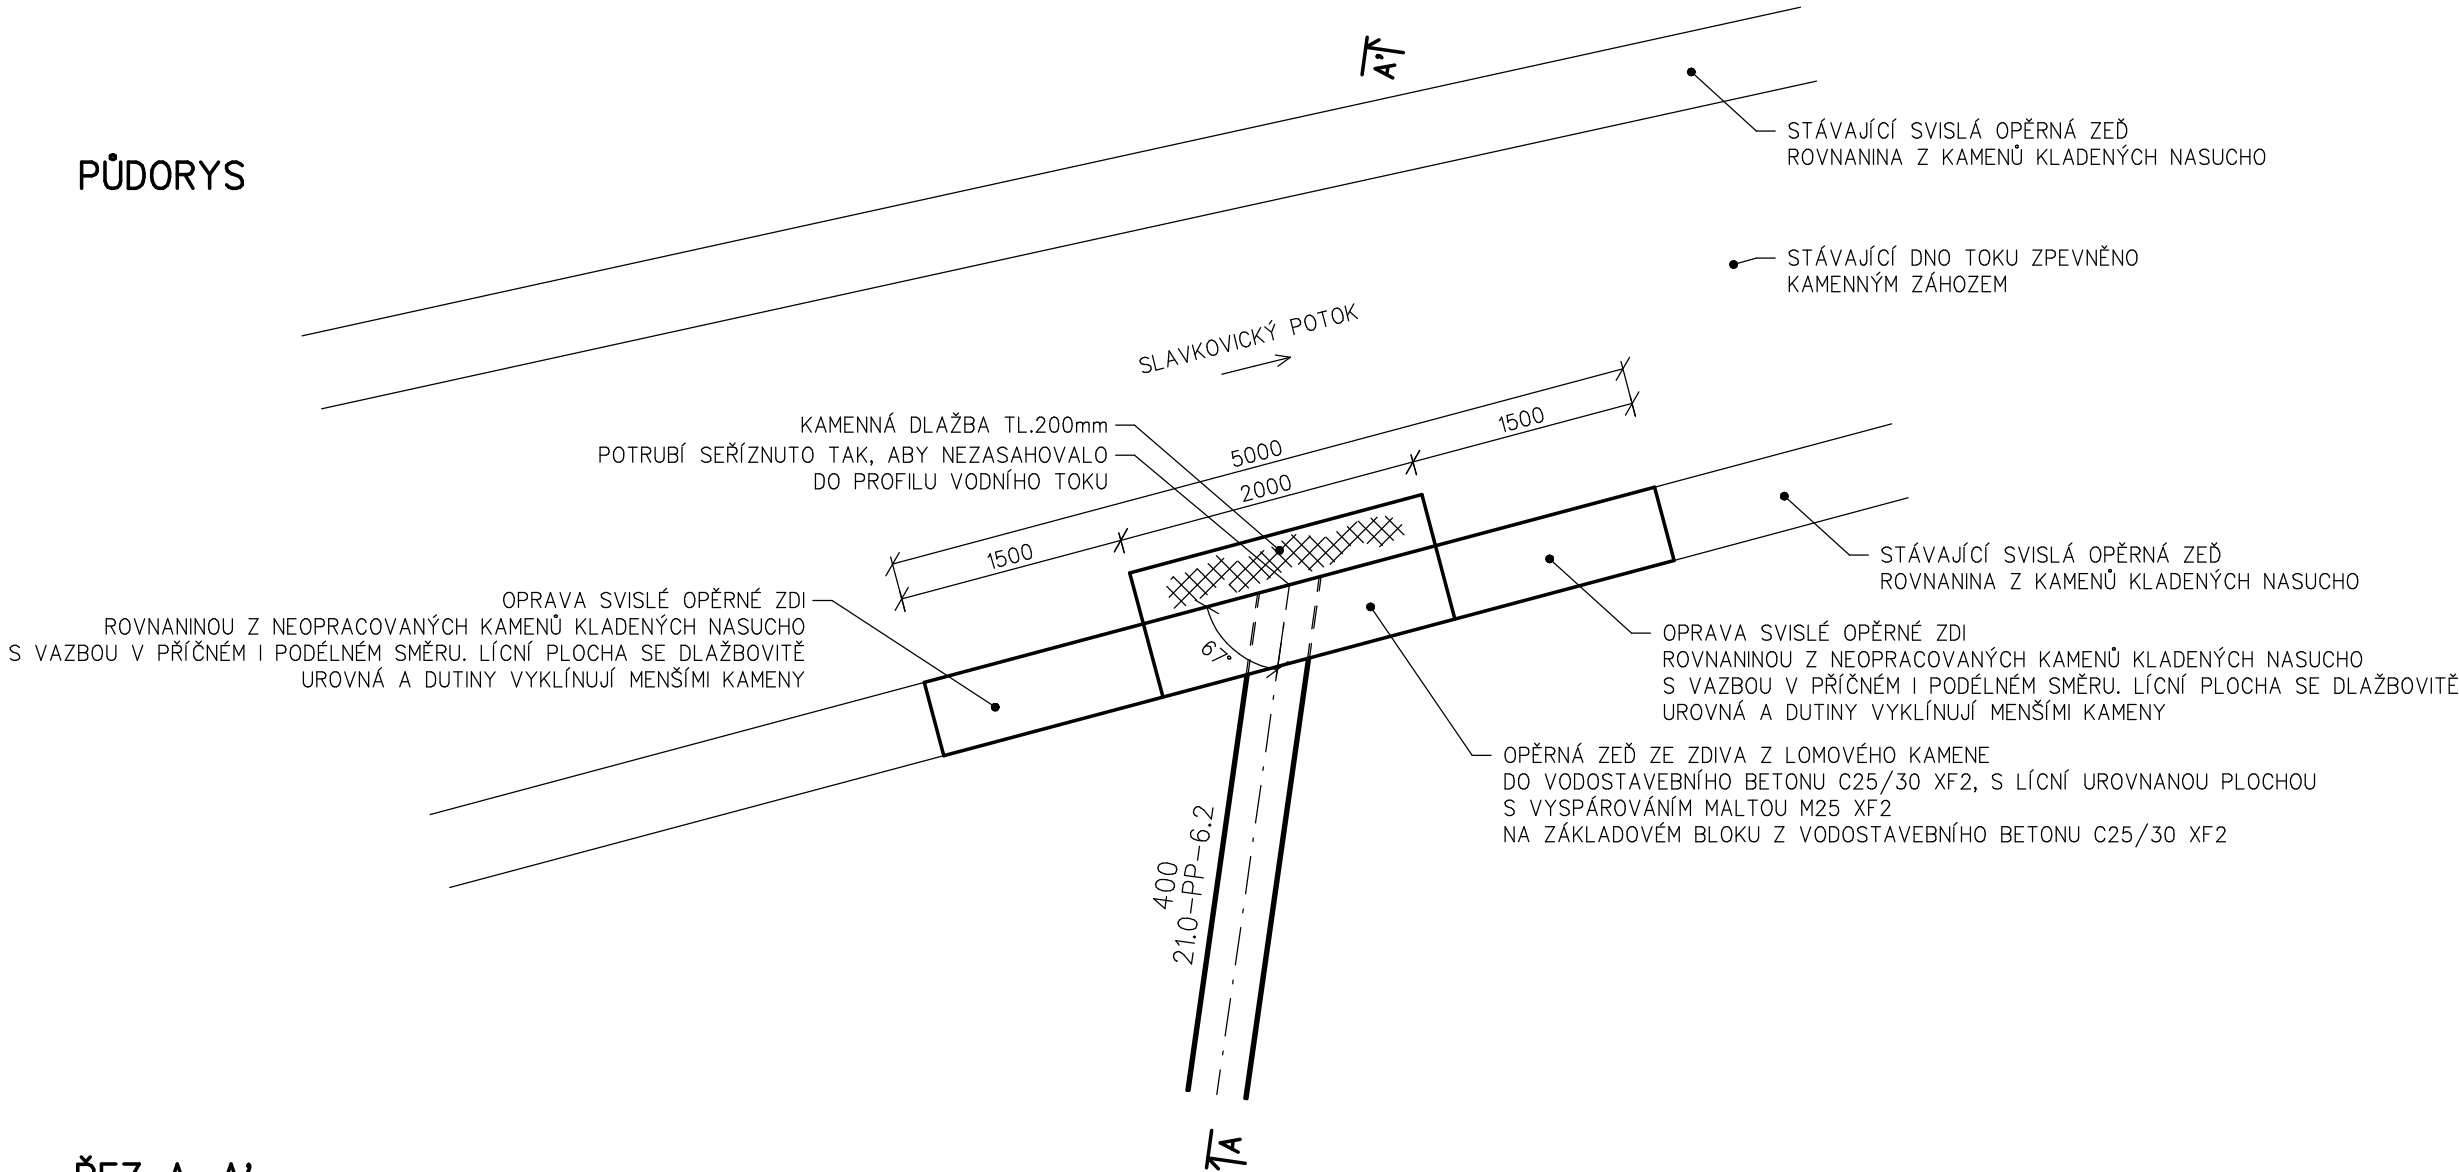 A'
PŮDORYS
STÁVAJÍCÍ SVISLÁ OPĚRNÁ ZEĎ
ROVNANINA Z KAMENŮ KLADENÝCH NASUCHO
STÁVAJÍCÍ DNO TOKU ZPEVNĚNO
KAMENNÝM ZÁHOZEM
SLAVKOVICKÝ POTOK
KAMENNÁ DLAŽBA TL.200mm
POTRUBÍ SEŘÍZNUTO TAK, ABY NEZASAHOVALO
DO PROFILU VODNÍHO TOKU
5000
1500
2000
1500
STÁVAJÍCÍ SVISLÁ OPĚRNÁ ZEĎ
ROVNANINA Z KAMENŮ KLADENÝCH NASUCHO
OPRAVA SVISLÉ OPĚRNÉ ZDI
ROVNANINOU Z NEOPRACOVANÝCH KAMENŮ KLADENÝCH NASUCHO
S VAZBOU V PŘÍČNÉM I PODÉLNÉM SMĚRU. LÍCNÍ PLOCHA SE DLAŽBOVITĚ
UROVNÁ A DUTINY VYKLÍNUJÍ MENŠÍMI KAMENY
67°
OPRAVA SVISLÉ OPĚRNÉ ZDI
ROVNANINOU Z NEOPRACOVANÝCH KAMENŮ KLADENÝCH NASUCHO
S VAZBOU V PŘÍČNÉM I PODÉLNÉM SMĚRU. LÍCNÍ PLOCHA SE DLAŽBOVITĚ
UROVNÁ A DUTINY VYKLÍNUJÍ MENŠÍMI KAMENY
OPĚRNÁ ZEĎ ZE ZDIVA Z LOMOVÉHO KAMENE
DO VODOSTAVEBNÍHO BETONU C25/30 XF2, S LÍCNÍ UROVNANOU PLOCHOU
S VYSPÁROVÁNÍM MALTOU M25 XF2
NA ZÁKLADOVÉM BLOKU Z VODOSTAVEBNÍHO BETONU C25/30 XF2
400
21.0-PP-6.2
A
ŘEZ A-A'